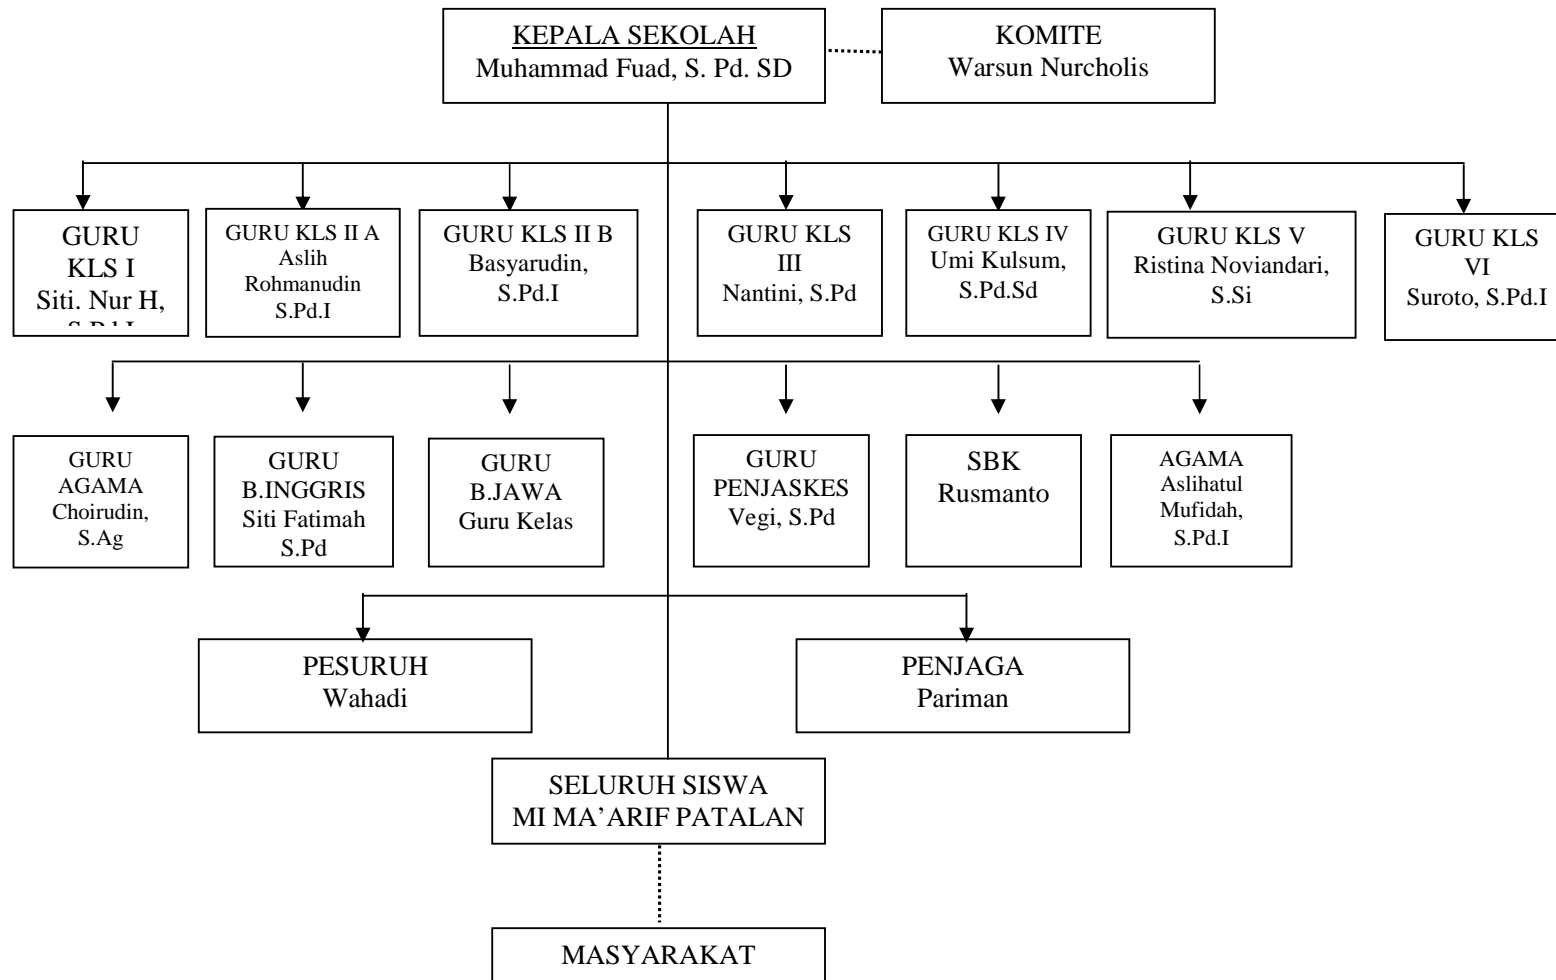 KEPALA SEKOLAH
Muhammad Fuad, S. Pd. SD
KOMITE
Warsun Nurcholis
GURU
KLS I
Siti. Nur H,
GURU KLS II A
Aslih
Rohmanudin
S.Pd.I
GURU KLS II B
Basyarudin,
S.Pd.I
GURU KLS
III
Nantini, S.Pd
GURU KLS IV
Umi Kulsum,
S.Pd.Sd
GURU KLS V
Ristina Noviandari,
S.Si
GURU KLS
VI
Suroto, S.Pd.I
GURU
AGAMA
Choirudin,
S.Ag
GURU
B.INGGRIS
Siti Fatimah
S.Pd
GURU
B.JAWA
Guru Kelas
GURU
PENJASKES
Vegi, S.Pd
SBK
Rusmanto
AGAMA
Aslihatul
Mufidah,
S.Pd.I
PESURUH
Wahadi
PENJAGA
Pariman
SELURUH SISWA
MI MA’ARIF PATALAN
MASYARAKAT